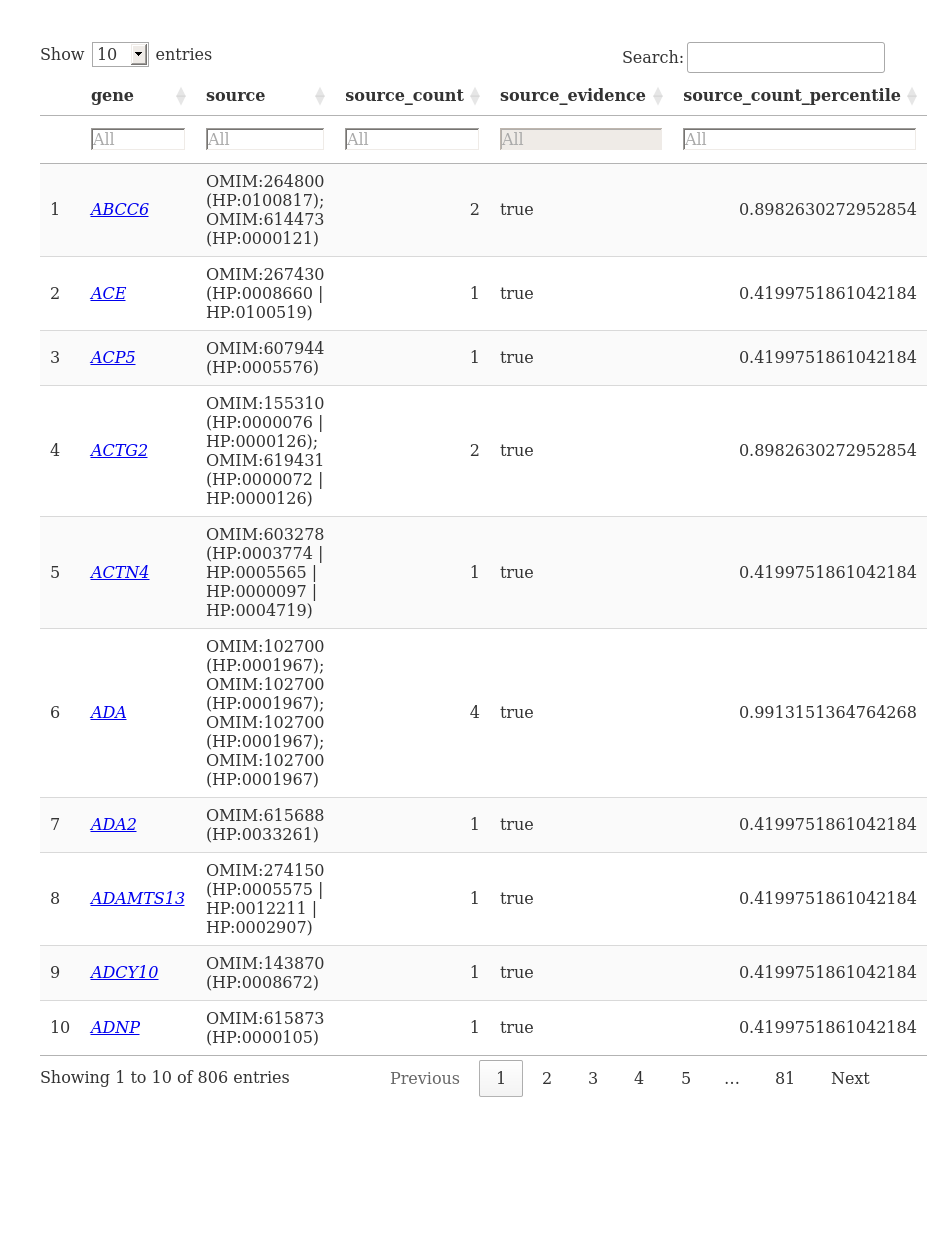 Show 10 entries
Search:
gene source source_count source_evidence source_count_percentile
All All All All All
OMIM:264800
(HP:0100817);
1 ABCC6 2 true 0.8982630272952854
OMIM:614473
(HP:0000121)
OMIM:267430
2 ACE (HP:0008660 | 1 true 0.4199751861042184
HP:0100519)
3 ACP5 OMIM:607944 1 true 0.4199751861042184
(HP:0005576)
OMIM:155310
(HP:0000076 |
HP:0000126);
4 ACTG2 2 true 0.8982630272952854
OMIM:619431
(HP:0000072 |
HP:0000126)
OMIM:603278
(HP:0003774 |
5 ACTN4 HP:0005565 | 1 true 0.4199751861042184
HP:0000097 |
HP:0004719)
OMIM:102700
(HP:0001967);
OMIM:102700
(HP:0001967);
6 ADA 4 true 0.9913151364764268
OMIM:102700
(HP:0001967);
OMIM:102700
(HP:0001967)
7 ADA2 OMIM:615688 1 true 0.4199751861042184
(HP:0033261)
OMIM:274150
(HP:0005575 |
8 ADAMTS13 1 true 0.4199751861042184
HP:0012211 |
HP:0002907)
9 ADCY10 OMIM:143870 1 true 0.4199751861042184
(HP:0008672)
10 ADNP OMIM:615873 1 true 0.4199751861042184
(HP:0000105)
Showing 1 to 10 of 806 entries
Previous 1 2 3 4 5 … 81 Next